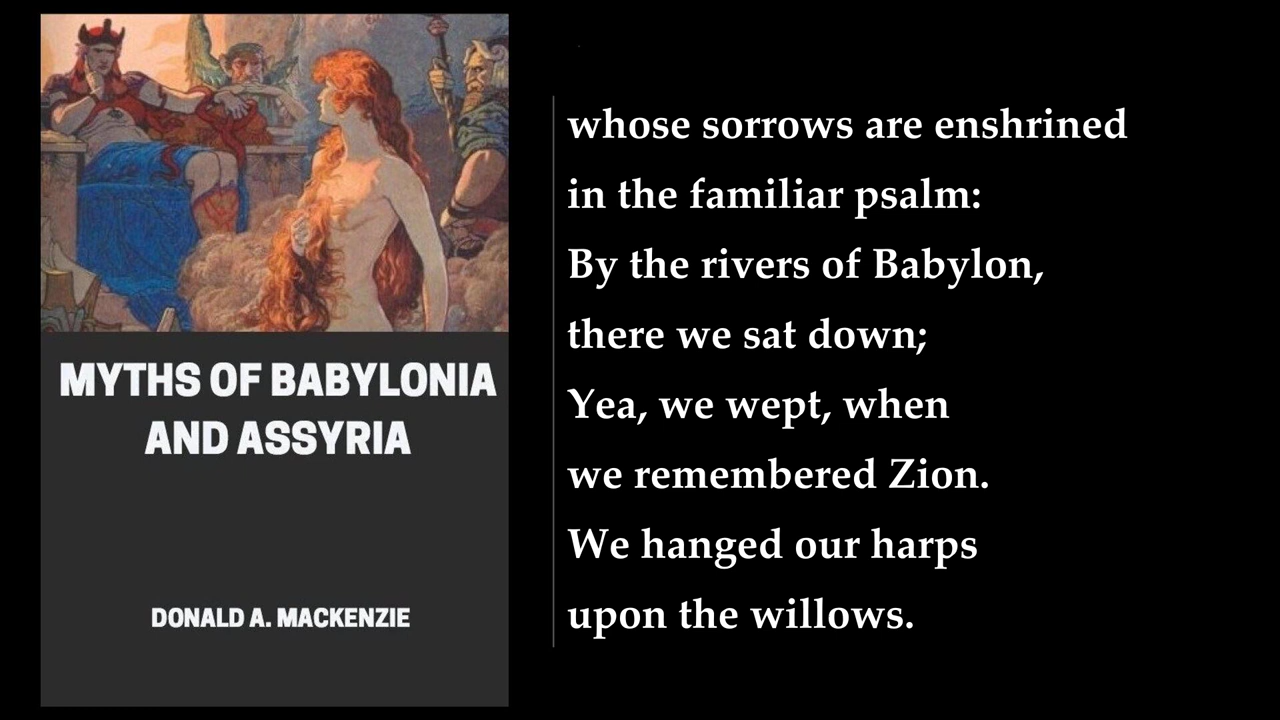 MYTHS OF BABYLONIA
AND ASSYRIA
DONALD A. MACKENZIE
whose sorrows are enshrined
in the familiar psalm:
By the rivers of Babylon,
there we sat down;
Yea, we wept, when
we remembered Zion.
We hanged our harps
upon the willows.